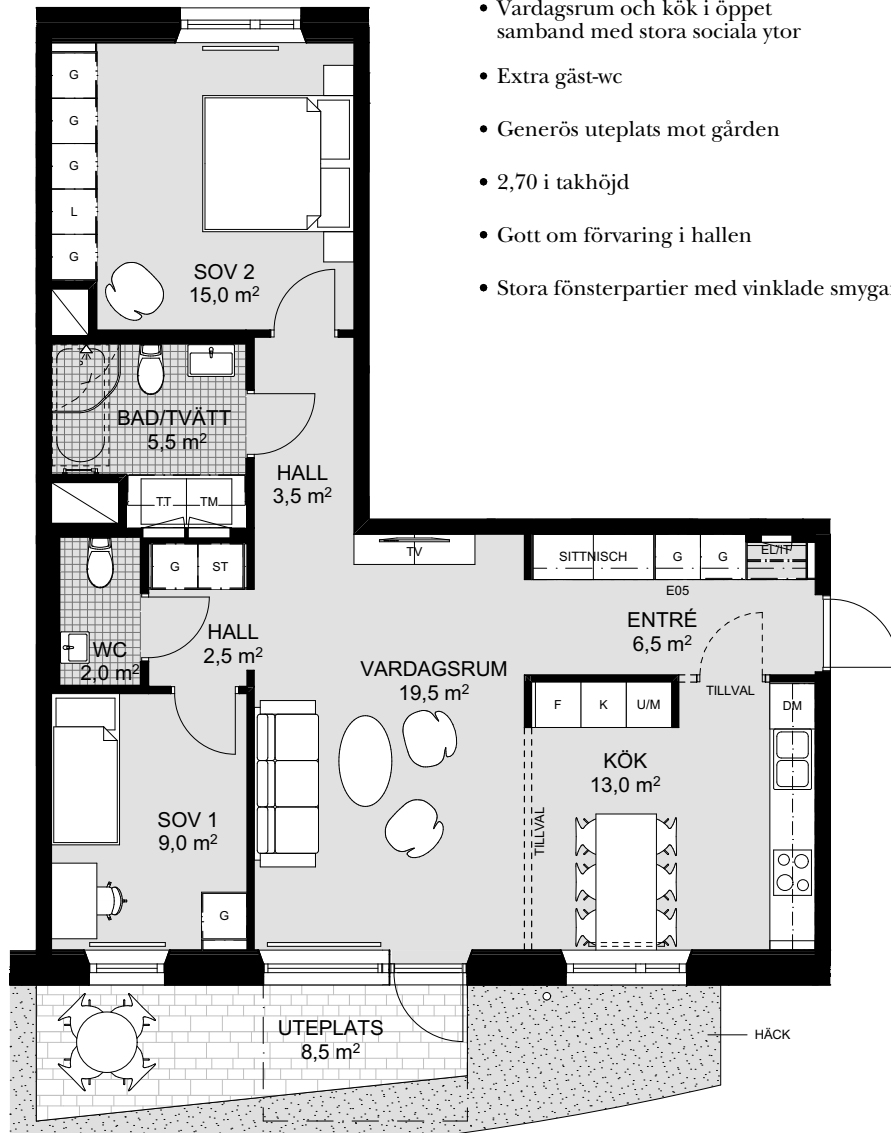 • Vardagsrum och kök i öppet
samband med stora sociala ytor
• Extra gäst-wc
• Generös uteplats mot gården
• 2,70 i takhöjd
• Gott om förvaring i hallen
• Stora fönsterpartier med vinklade smygar
G
G
G
L
G
SOV 2
15,0 m²
BAD/TVÄTT
5,5 m²
HALL
3,5 m²
TT
TM
TV
SITTNISCH
G
G
EL/IT
E05
G
ST
ENTRÉ
6,5 m²
WC
2,0 m²
HALL
2,5 m²
VARDAGSRUM
19,5 m²
TILLVAL
F
K
U/M
DM
KÖK
13,0 m²
TILLVAL
SOV 1
9,0 m²
G
UTEPLATS
8,5 m²
HÄCK